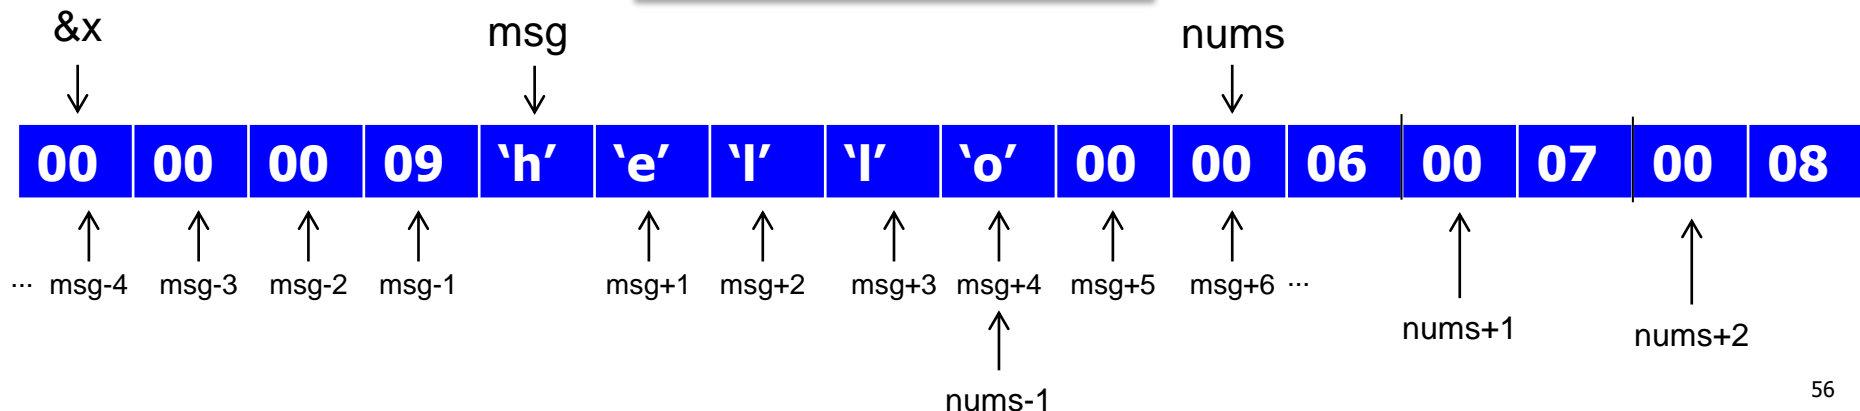 &x msg nums
00 00 00 09 ‘h’ ‘e’ ‘l’ ‘l’ ‘o’ 00 00 06 00 07 00 08
... msg-4 msg-3 msg-2 msg-1 msg+1 msg+2 msg+3 msg+4 msg+5 msg+6 ...
nums+1 nums+2
nums-1
56